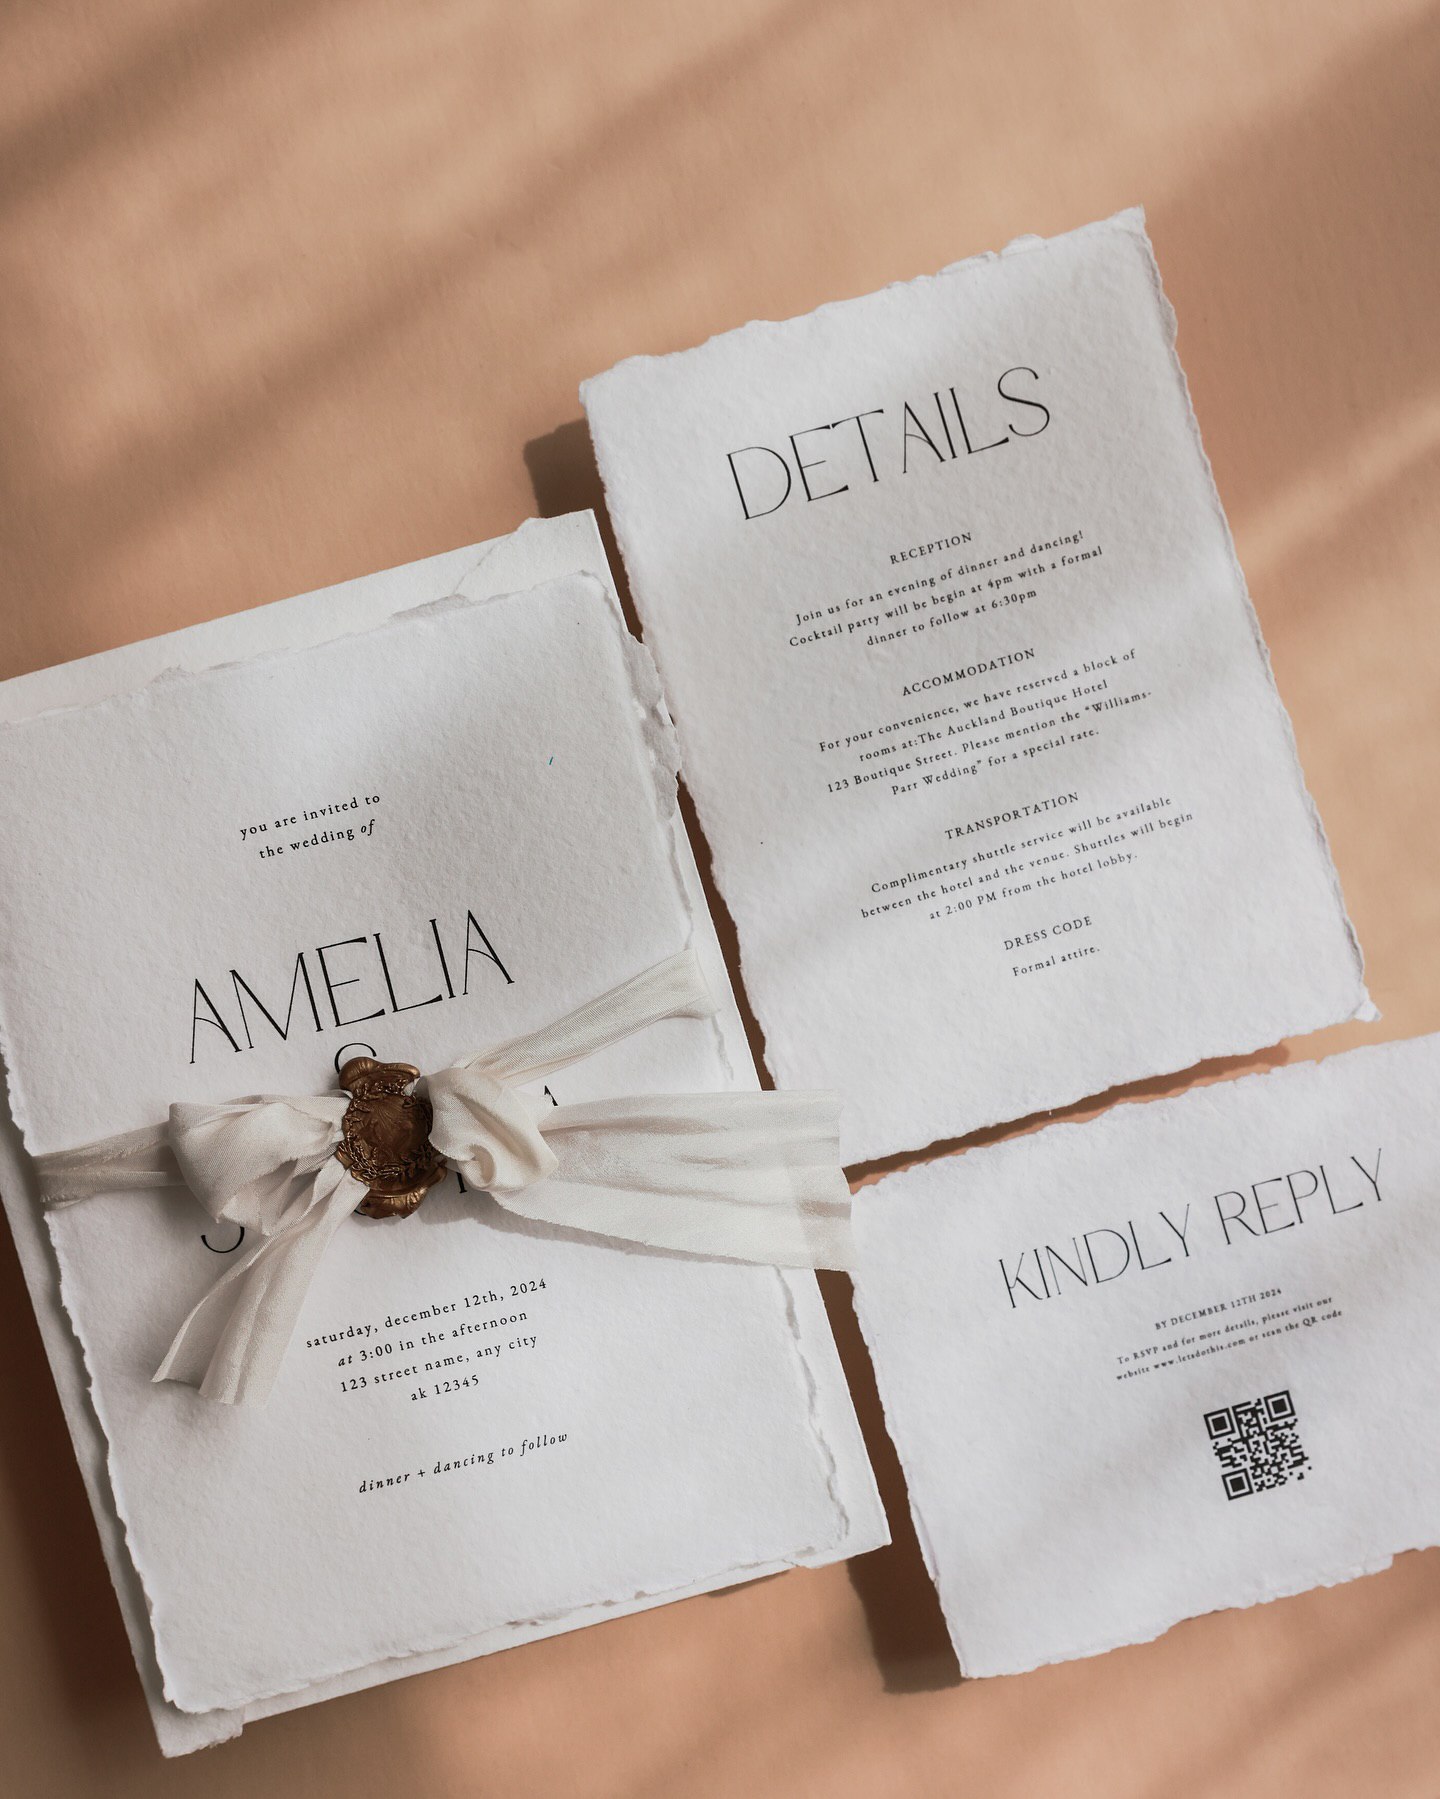 you are invited to
the wedding of
AMELIA
saturday, december 12th, 2024
at 3:00 in the afternoon
123 street name, any city
ak 12345
dinner + dancing to follow
DETAILS
RECEPTION
Join us for an evening of dinner and dancing!
Cocktail party will be begin at 4pm with a formal
dinner to follow at 6:30pm
ACCOMMODATION
For your convenience, we have reserved a block of
rooms at:The Auckland Boutique Hotel
123 Boutique Street. Please mention the "Williams-
Parr Wedding" for a special rate.
TRANSPORTATION
Complimentary shuttle service will be available
between the hotel and the venue. Shuttles will begin
at 2:00 PM from the hotel lobby.
DRESS CODE
Formal attire.
KINDLY REPLY
BY DECEMBER 12TH 2024
To RSVP and for more details, please visit our
website www.letsdothis.com or scan the QR code